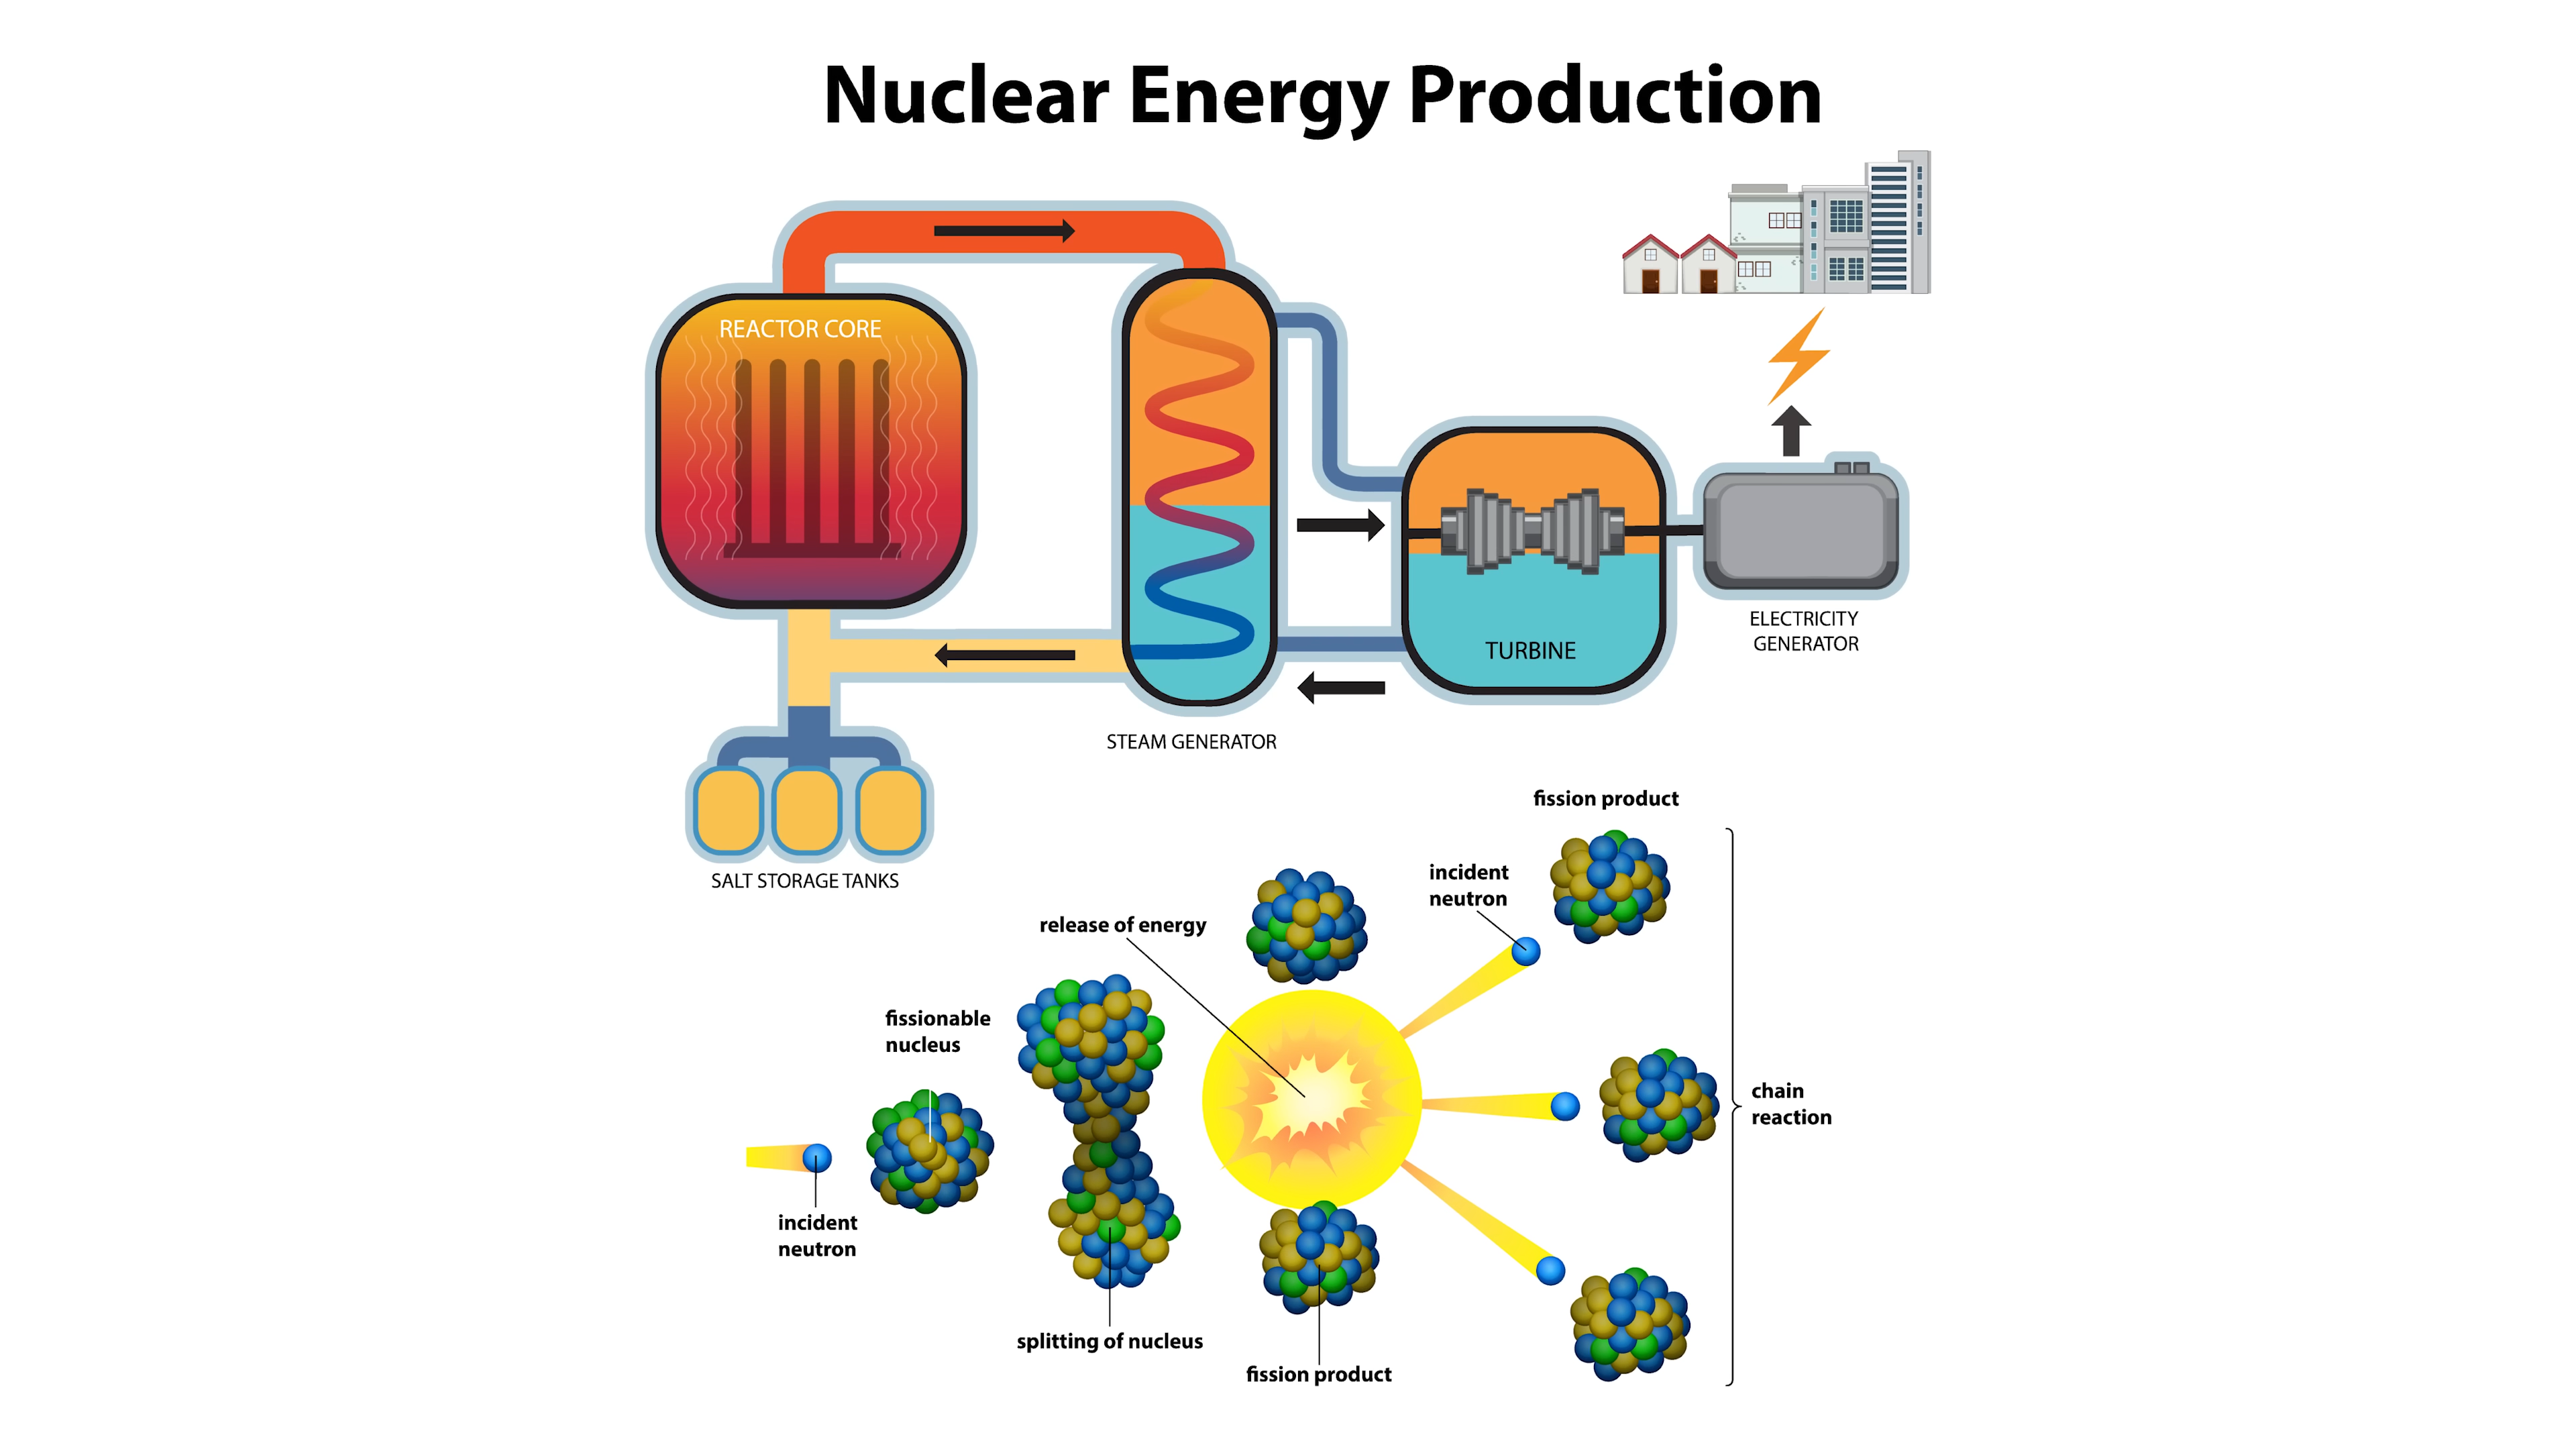 Nuclear Energy Production
REACTOR CORE
TURBINE
ELECTRICITY
GENERATOR
STEAM GENERATOR
SALT STORAGE TANKS
fission product
incident
neutron
release of energy
fissionable
nucleus
chain
reaction
incident
neutron
splitting of nucleus
fission product